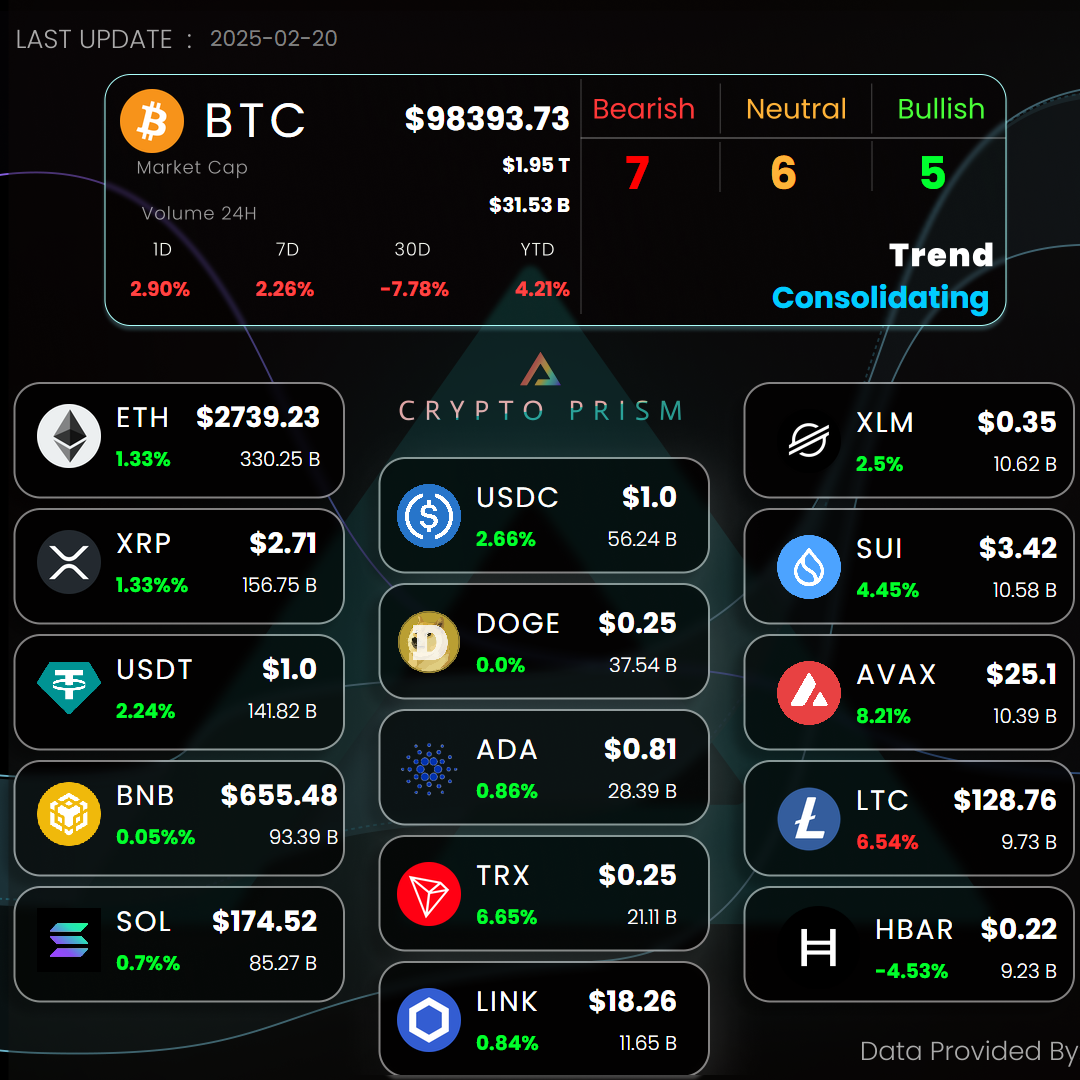 LAST UPDATE : 2025-02-20
BTC $98393.73
Market Cap $1.95 T
Volume 24H $31.53 B
1D 7D 30D YTD
2.90% 2.26% -7.78% 4.21%
Bearish Neutral Bullish
7 6 5
Trend
Consolidating
CRYPTO PRISM
ETH $2739.23
1.33% 330.25 B
XRP $2.71
1.33%% 156.75 B
USDT $1.0
2.24% 141.82 B
BNB $655.48
0.05%% 93.39 B
SOL $174.52
0.7%% 85.27 B
USDC $1.0
2.66% 56.24 B
DOGE $0.25
0.0% 37.54 B
ADA $0.81
0.86% 28.39 B
TRX $0.25
6.65% 21.11 B
LINK $18.26
0.84% 11.65 B
XLM $0.35
2.5% 10.62 B
SUI $3.42
4.45% 10.58 B
AVAX $25.1
8.21% 10.39 B
LTC $128.76
6.54% 9.73 B
HBAR $0.22
-4.53% 9.23 B
Data Provided By